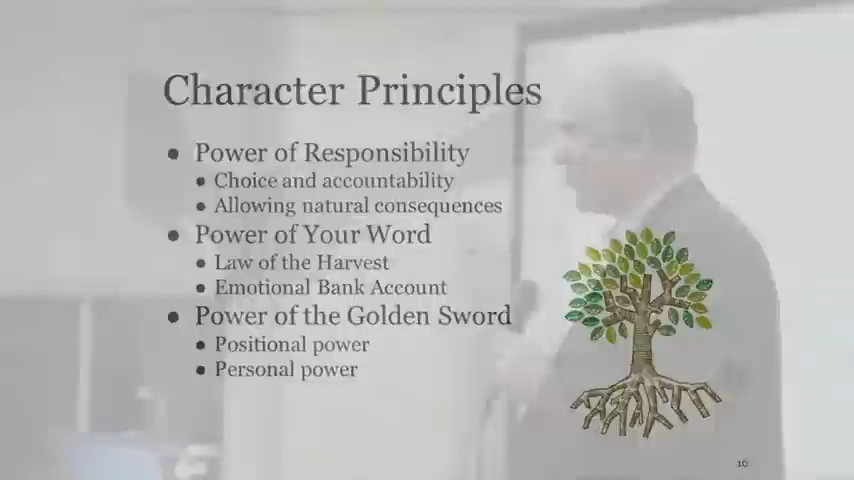 Character Principles
● Power of Responsibility
● Choice and accountability
● Allowing natural consequences
● Power of Your Word
● Law of the Harvest
● Emotional Bank Account
● Power of the Golden Sword
● Positional power
● Personal power
16